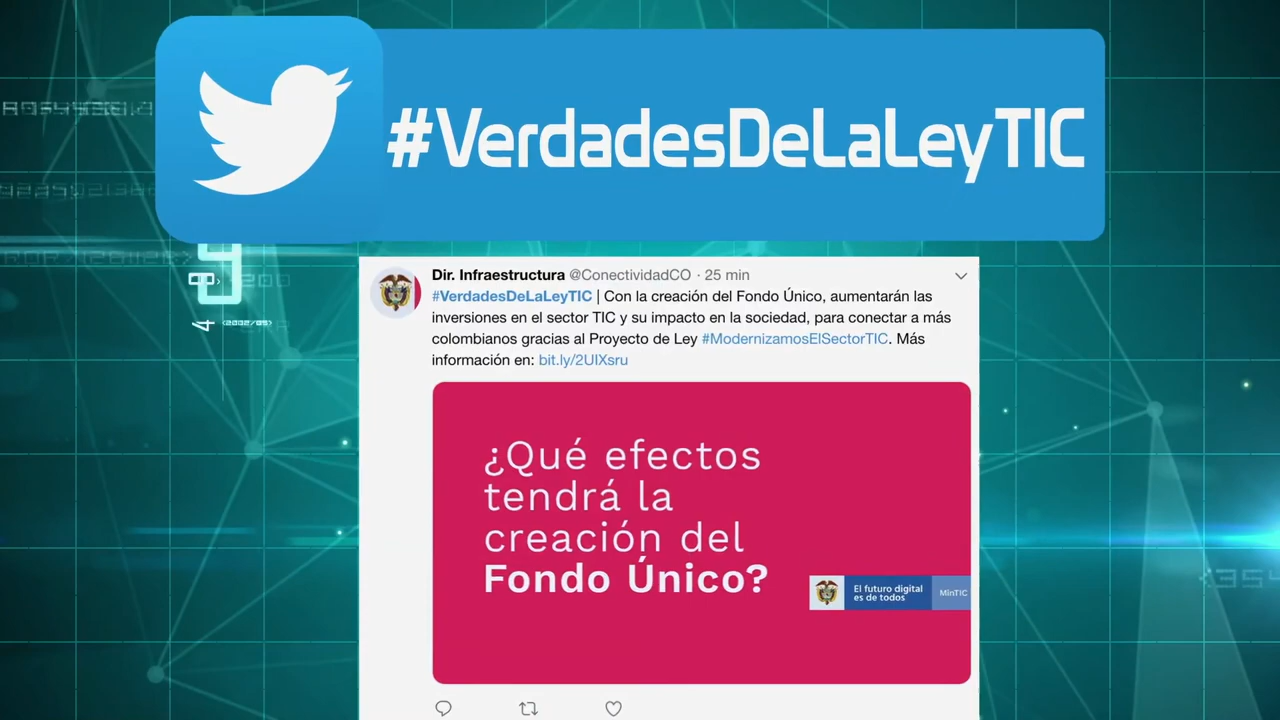 #VerdadesDeLaLeyTIC
Dir. Infraestructura @ConectividadCO · 25 min
#VerdadesDeLaLeyTIC | Con la creación del Fondo Único, aumentarán las
inversiones en el sector TIC y su impacto en la sociedad, para conectar a más
colombianos gracias al Proyecto de Ley #ModernizamosElSectorTIC. Más
información en: bit.ly/2UIXsru
¿Qué efectos
tendrá la
creación del
Fondo Único?
El futuro digital
es de todos
MinTIC